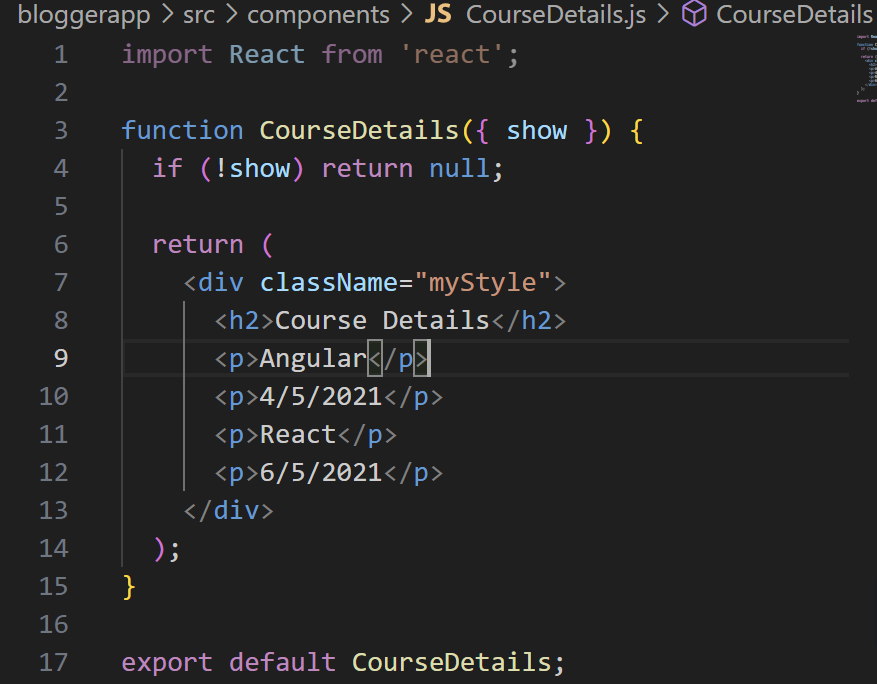 bloggerapp > src > components > JS CourseDetails.js > CourseDetails
1 import React from 'react';
2
3 function CourseDetails({ show }) {
4   if (!show) return null;
5
6   return (
7     <div className="myStyle">
8       <h2>Course Details</h2>
9       <p>Angular</p>
10       <p>4/5/2021</p>
11       <p>React</p>
12       <p>6/5/2021</p>
13     </div>
14   );
15 }
16
17 export default CourseDetails;